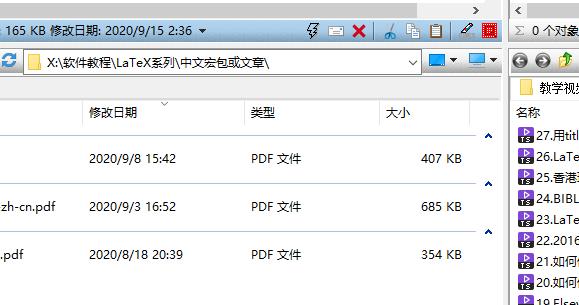 : 165 KB 修改日期: 2020/9/15 2:36
Σ 0 个对象
X:\软件教程\LaTeX系列\中文宏包或文章\
教学视频
修改日期 类型 大小
名称
2020/9/8 15:42 PDF 文件 407 KB
-zh-cn.pdf 2020/9/3 16:52 PDF 文件 685 KB
.pdf 2020/8/18 20:39 PDF 文件 354 KB
27.用titl
26.LaTe
25.香港
24.BIBL
23.LaTe
22.2016
21.如何
20.如何
19.Elsev